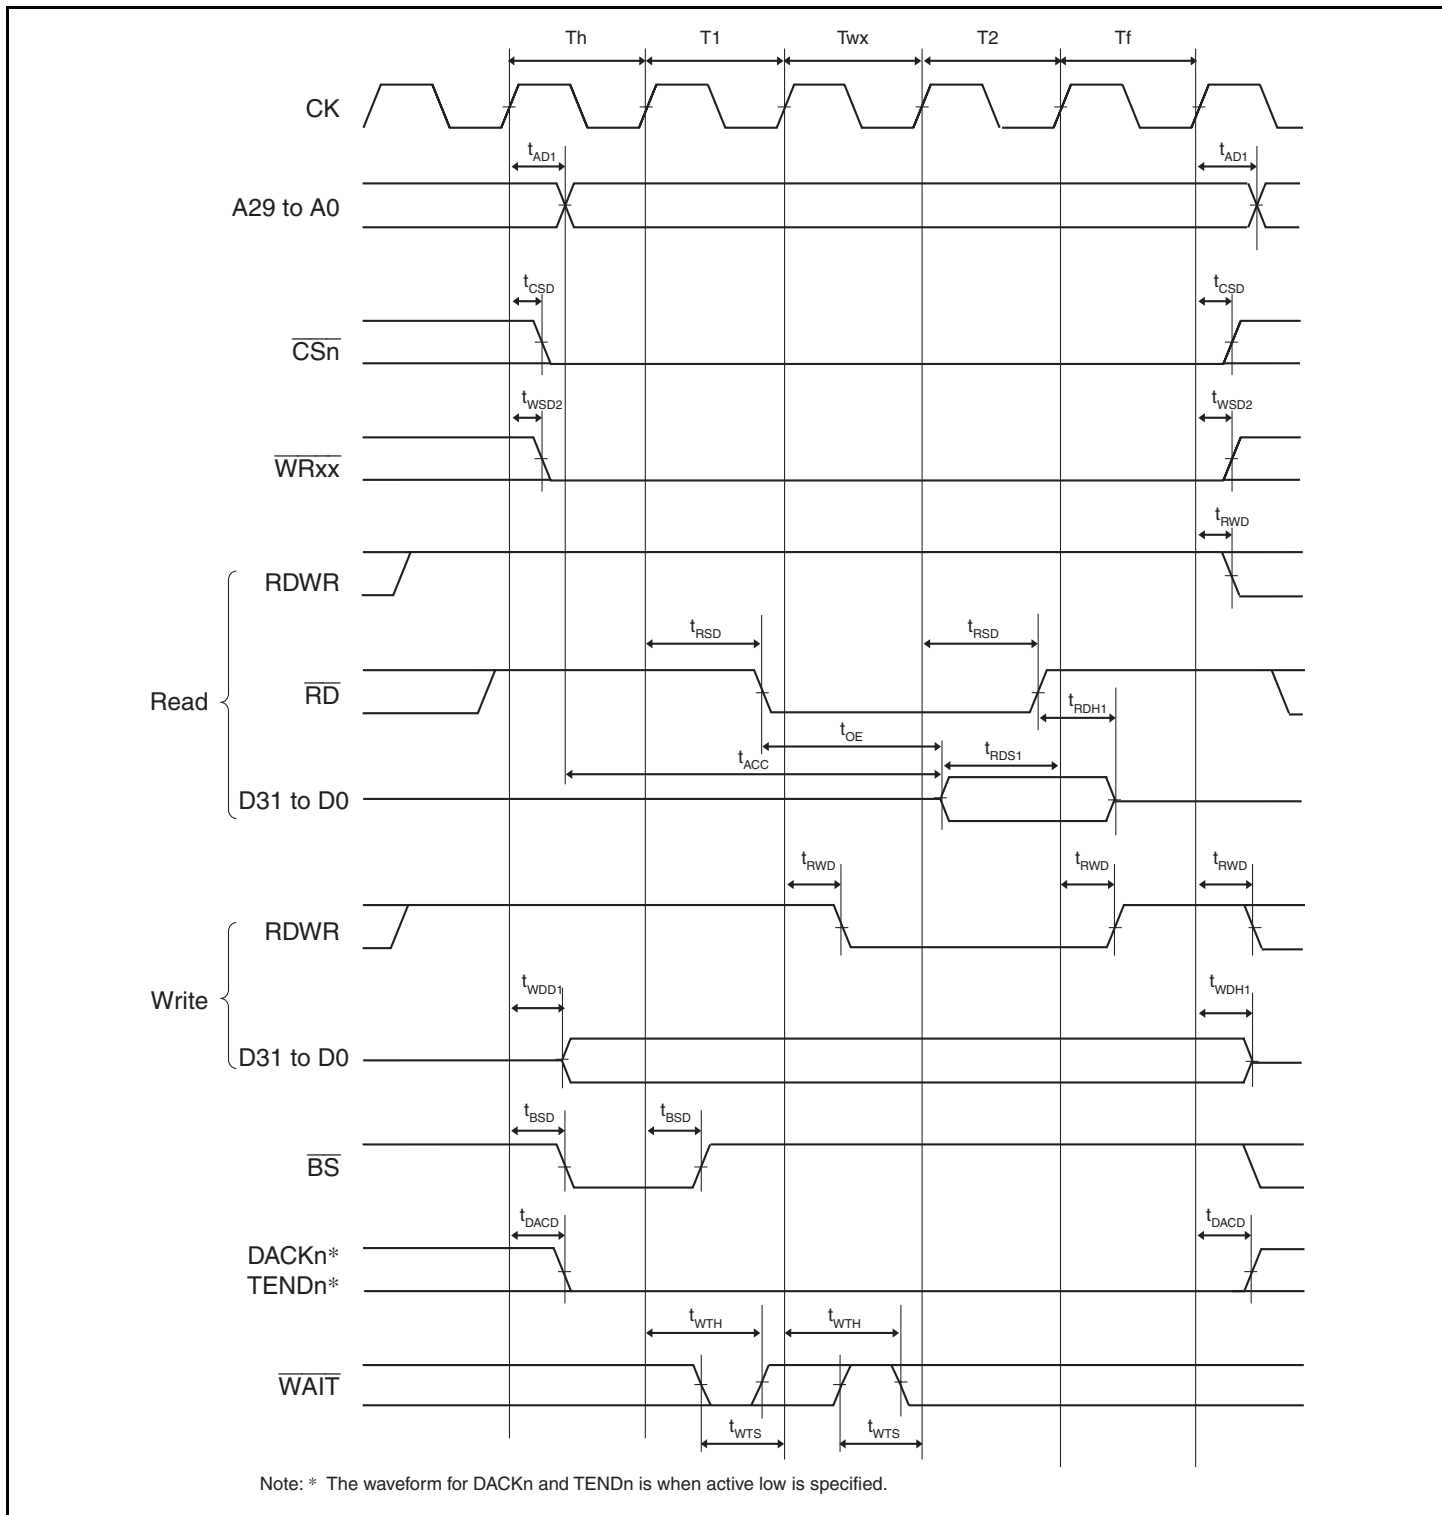 Th T1 Twx T2 Tf
CK
tAD1 tAD1
A29 to A0
tCSD tCSD
CSn
tWSD2 tWSD2
WRxx
tRWD
RDWR
tRSD tRSD
Read
RD
tRDH1
tOE
tACC tRDS1
D31 to D0
tRWD tRWD tRWD
RDWR
tWDD1 tWDH1
Write
D31 to D0
tBSD tBSD
BS
tDACD tDACD
DACKn*
TENDn*
tWTH tWTH
WAIT
tWTS tWTS
Note: * The waveform for DACKn and TENDn is when active low is specified.